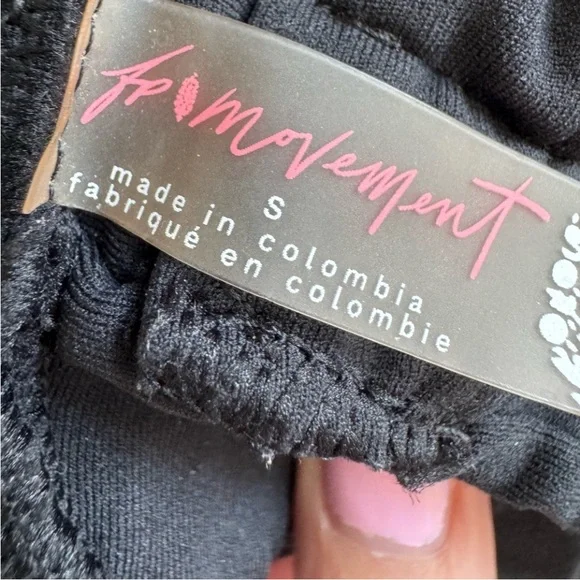 fp movement
S
made in colombia
fabriqué en colombie